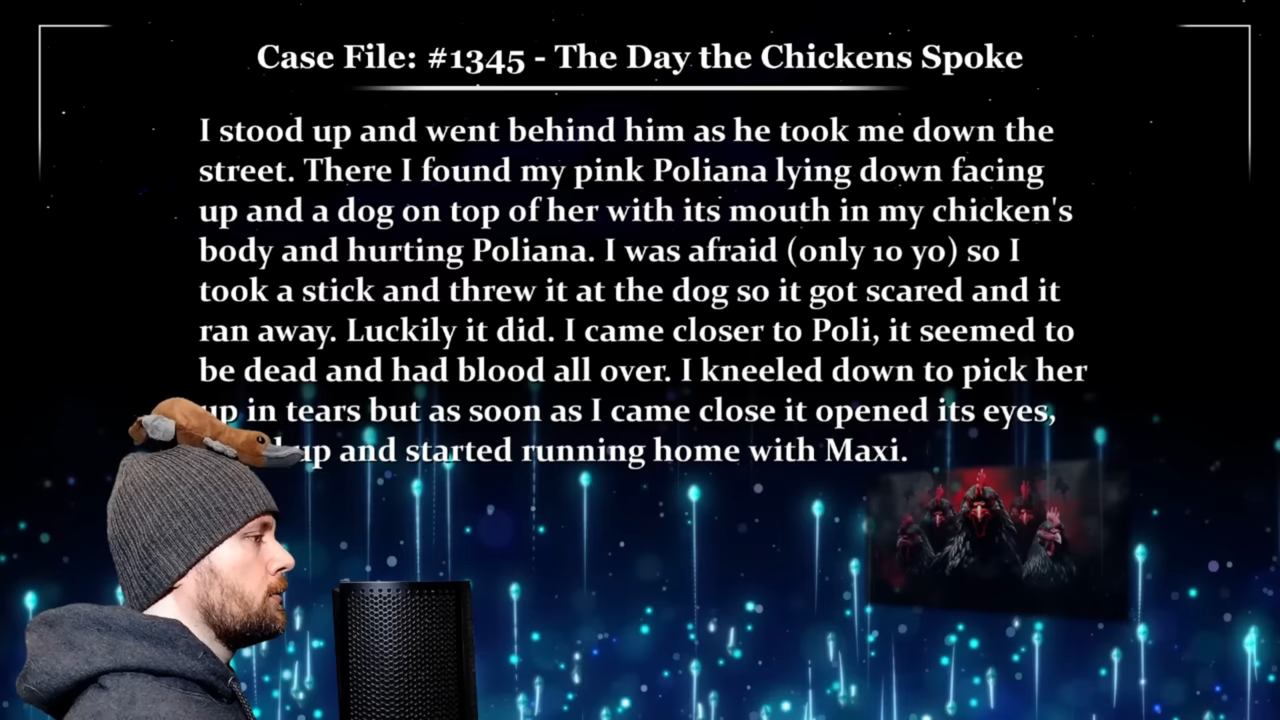 Case File: #1345 - The Day the Chickens Spoke
I stood up and went behind him as he took me down the
street. There I found my pink Poliana lying down facing
up and a dog on top of her with its mouth in my chicken's
body and hurting Poliana. I was afraid (only 10 yo) so I
took a stick and threw it at the dog so it got scared and it
ran away. Luckily it did. I came closer to Poli, it seemed to
be dead and had blood all over. I kneeled down to pick her
up in tears but as soon as I came close it opened its eyes,
up and started running home with Maxi.